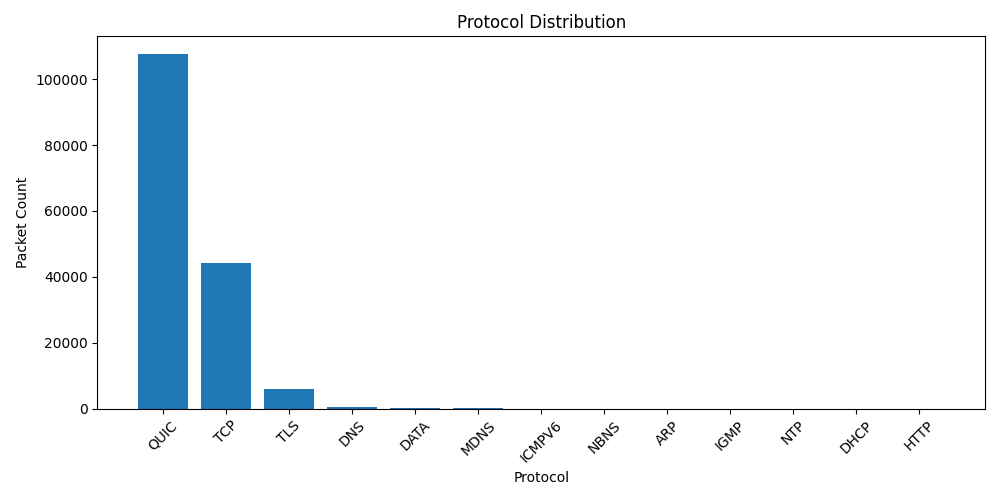 Protocol Distribution
Packet Count
100000
80000
60000
40000
20000
0
QUIC
TCP
TLS
DNS
DATA
MDNS
ICMPV6
NBNS
ARP
IGMP
NTP
DHCP
HTTP
Protocol